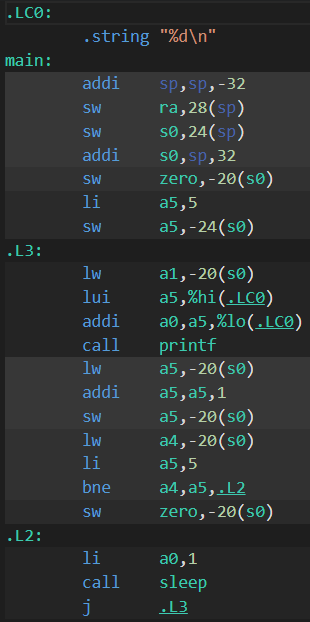 .LC0:
        .string "%d\n"
main:
        addi    sp,sp,-32
        sw      ra,28(sp)
        sw      s0,24(sp)
        addi    s0,sp,32
        sw      zero,-20(s0)
        li      a5,5
        sw      a5,-24(s0)
.L3:
        lw      a1,-20(s0)
        lui     a5,%hi(.LC0)
        addi    a0,a5,%lo(.LC0)
        call    printf
        lw      a5,-20(s0)
        addi    a5,a5,1
        sw      a5,-20(s0)
        lw      a4,-20(s0)
        li      a5,5
        bne     a4,a5,.L2
        sw      zero,-20(s0)
.L2:
        li      a0,1
        call    sleep
        j       .L3